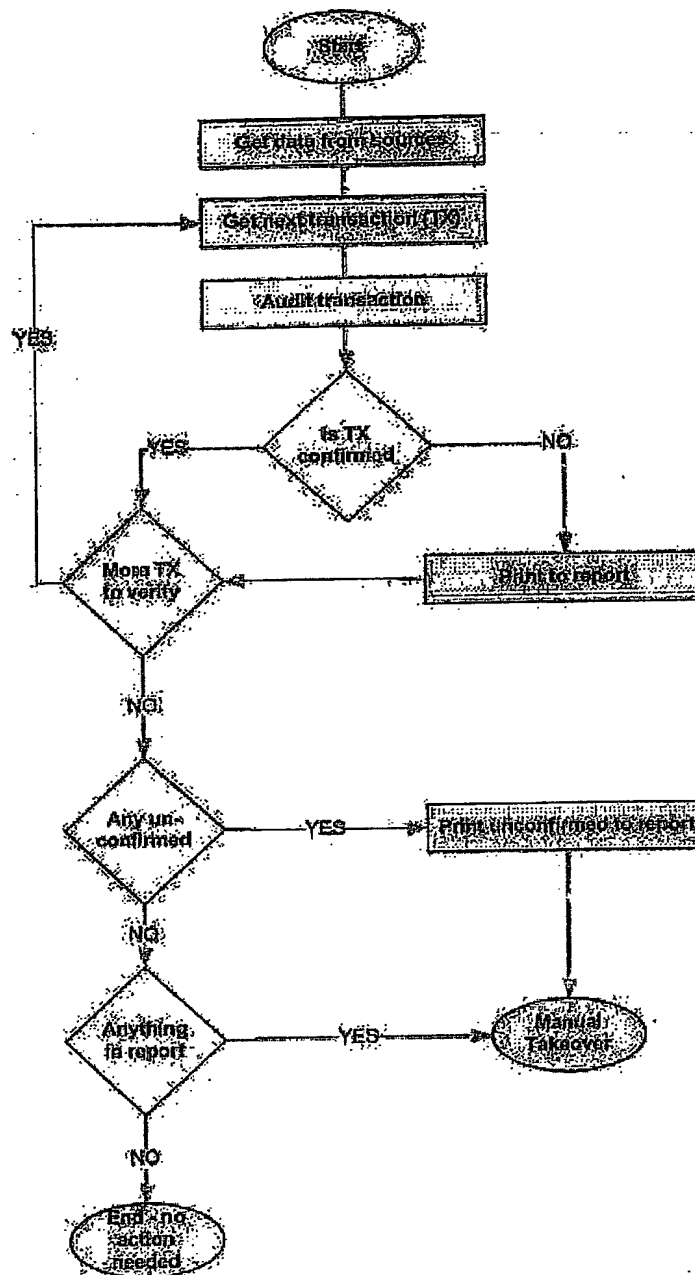 Start
Get data from sources
Get next transaction (TX)
Audit transaction
YES
Is TX
confirmed
YES
NO
More TX
to verify
Print to report
NO
Any un-
confirmed
YES
Print unconfirmed to report
NO
Anything
in report
YES
Manual
Takeover
NO
End - no
action
needed